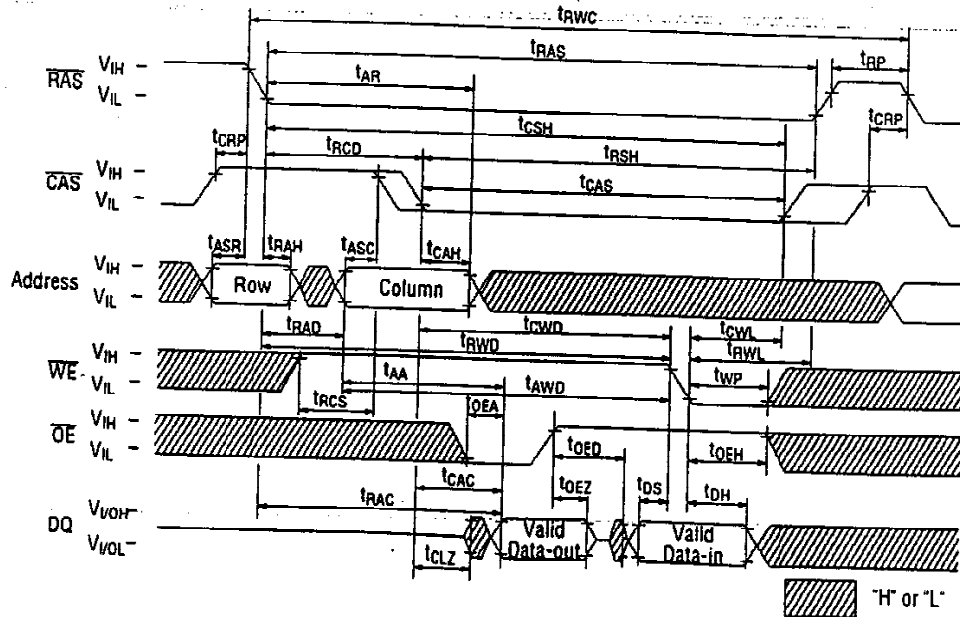 tRWC
tRAS
tRP
tAR
RAS
VIH
VIL
tCSH
tCRP
tCRP
tRCD
tRSH
CAS
VIH
VIL
tCAS
tASR
tRAH
tASC
tCAH
Address
VIH
VIL
Row
Column
tRAD
tCWD
tCWL
tRWD
tRWL
WE
VIH
VIL
tAA
tAWD
tWP
tRCS
tOEA
OE
VIH
VIL
tOED
tOEH
tCAC
tOEZ
tDS
tDH
tRAC
DQ
VI/OH
VI/OL
Valid
Data-out
Valid
Data-in
tCLZ
"H" or "L"